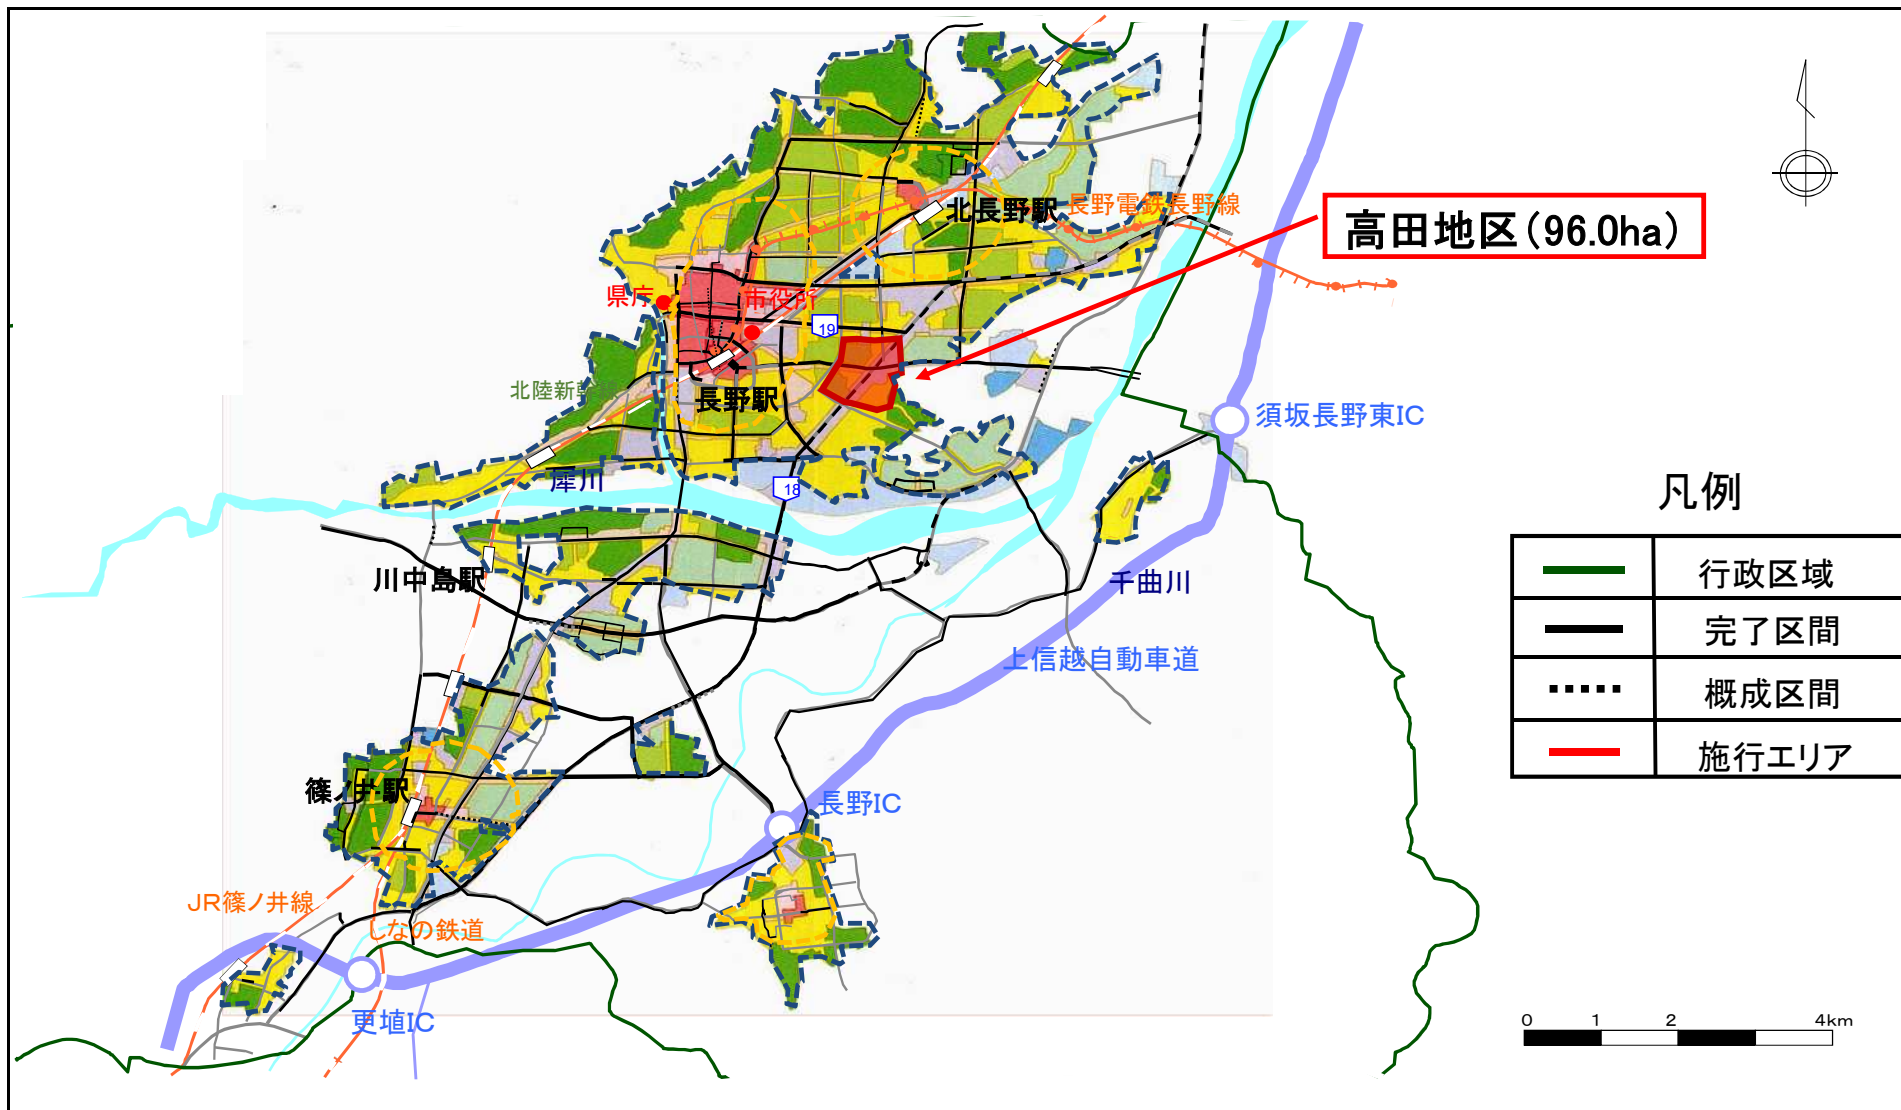 北長野駅
長野電鉄長野線
高田地区(96.0ha)
県庁
市役所
19
北陸新幹
長野駅
須坂長野東IC
犀川
18
川中島駅
千曲川
上信越自動車道
篠ノ井駅
長野IC
JR篠ノ井線
しなの鉄道
更埴IC
凡例
行政区域
完了区間
概成区間
施行エリア
0 1 2 4km